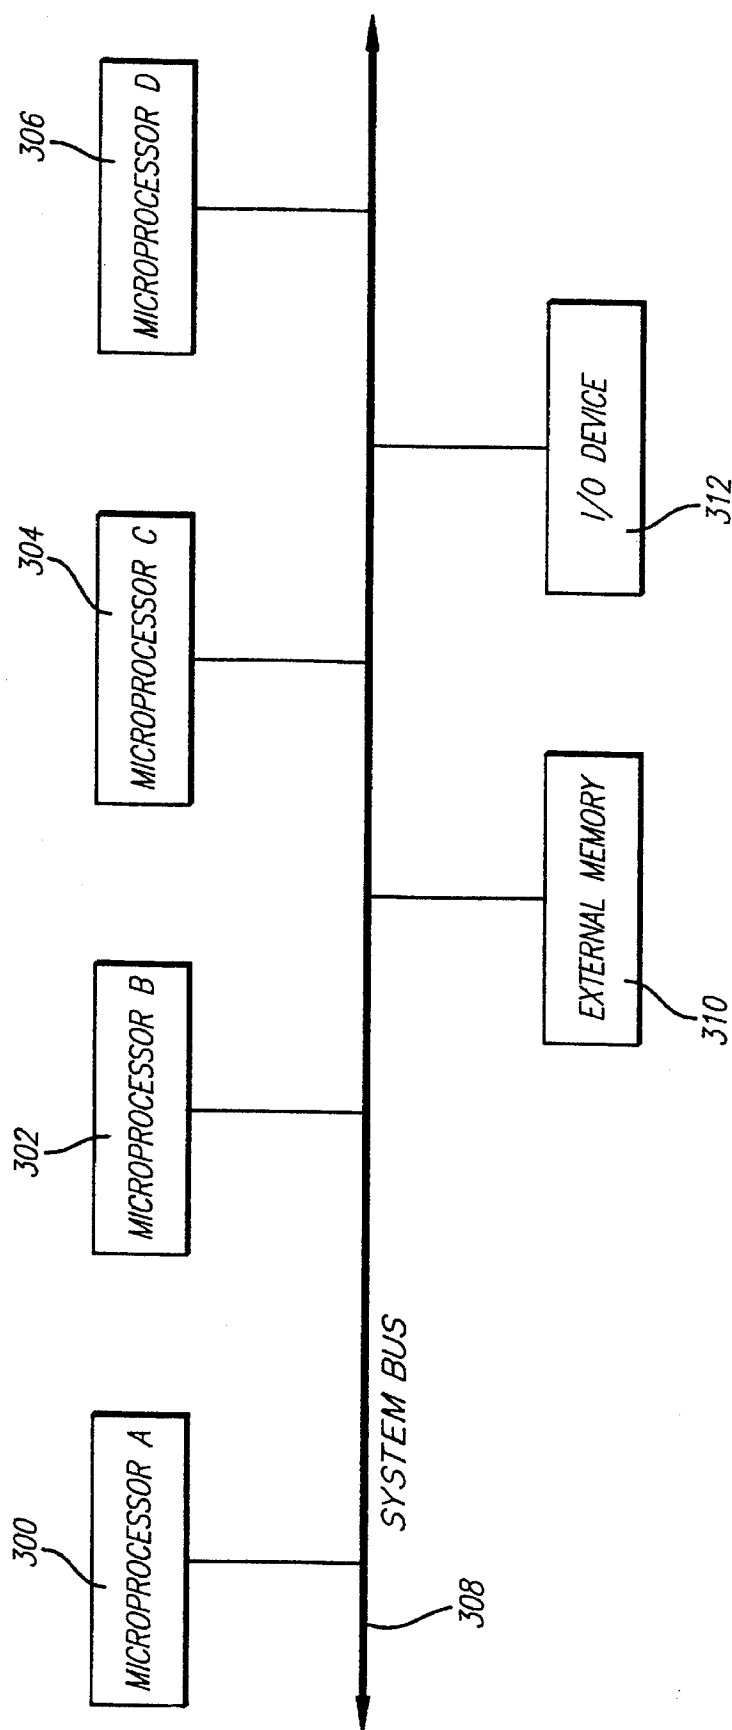 300
302
304
306
MICROPROCESSOR A
MICROPROCESSOR B
MICROPROCESSOR C
MICROPROCESSOR D
308
SYSTEM BUS
EXTERNAL MEMORY
I/O DEVICE
310
312